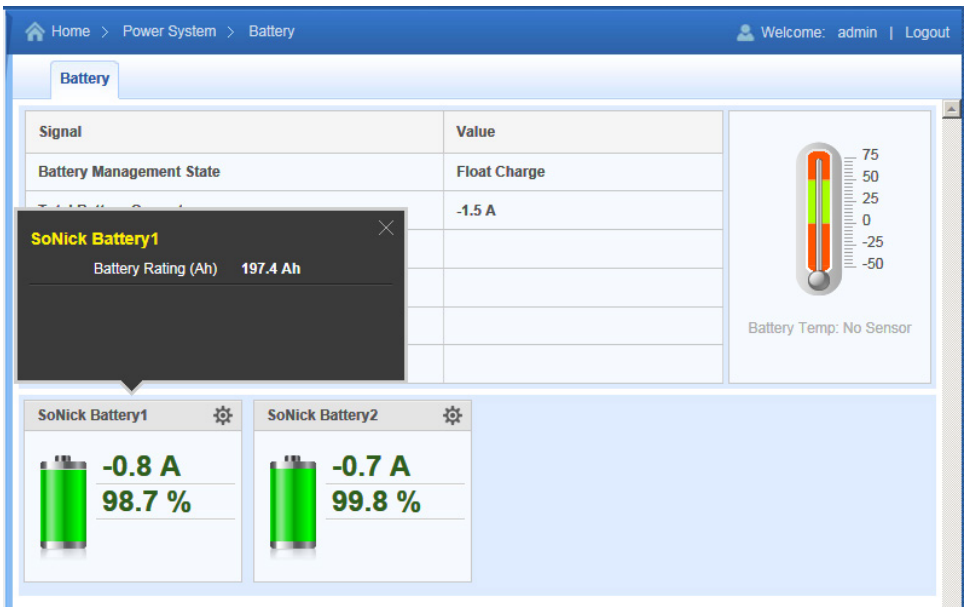 Home > Power System > Battery
Welcome: admin | Logout
Battery
Signal Value
Battery Management State Float Charge
-1.5 A
SoNick Battery1
Battery Rating (Ah) 197.4 Ah
75
50
25
0
-25
-50
Battery Temp: No Sensor
SoNick Battery1
-0.8 A
98.7 %
SoNick Battery2
-0.7 A
99.8 %